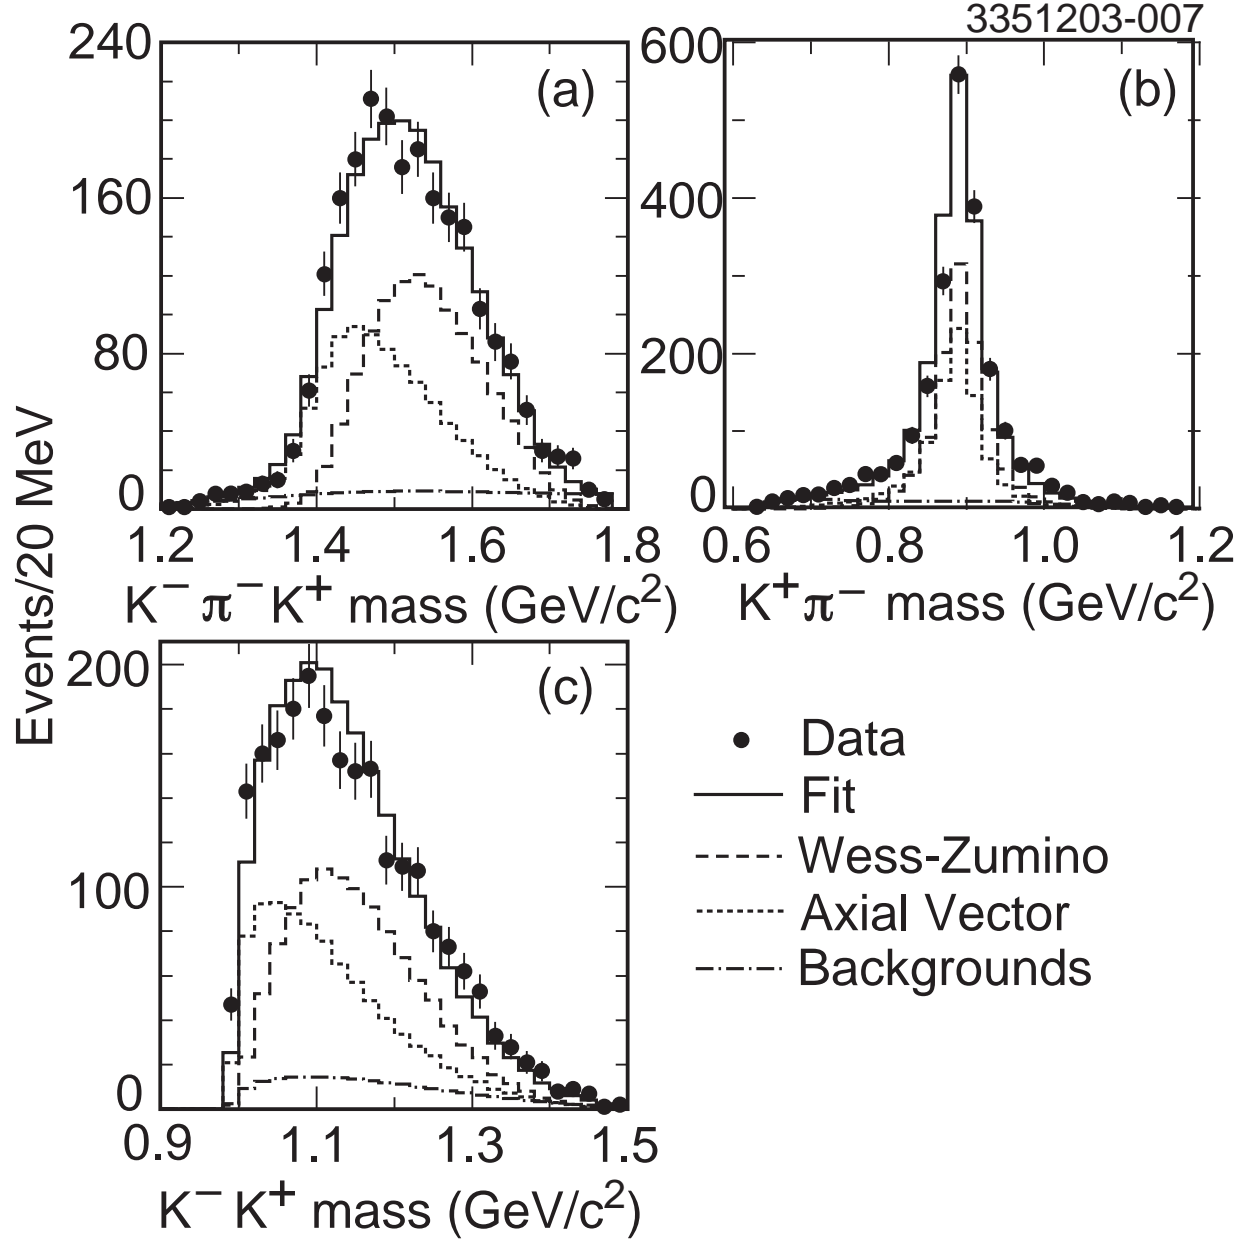 3351203-007
Events/20 MeV
240
160
80
0
(a)
1.2 1.4 1.6 1.8
K⁻ π⁻ K⁺ mass (GeV/c²)
600
400
200
0
(b)
0.6 0.8 1.0 1.2
K⁺π⁻ mass (GeV/c²)
200
100
0
(c)
0.9 1.1 1.3 1.5
K⁻ K⁺ mass (GeV/c²)
Data
Fit
Wess-Zumino
Axial Vector
Backgrounds